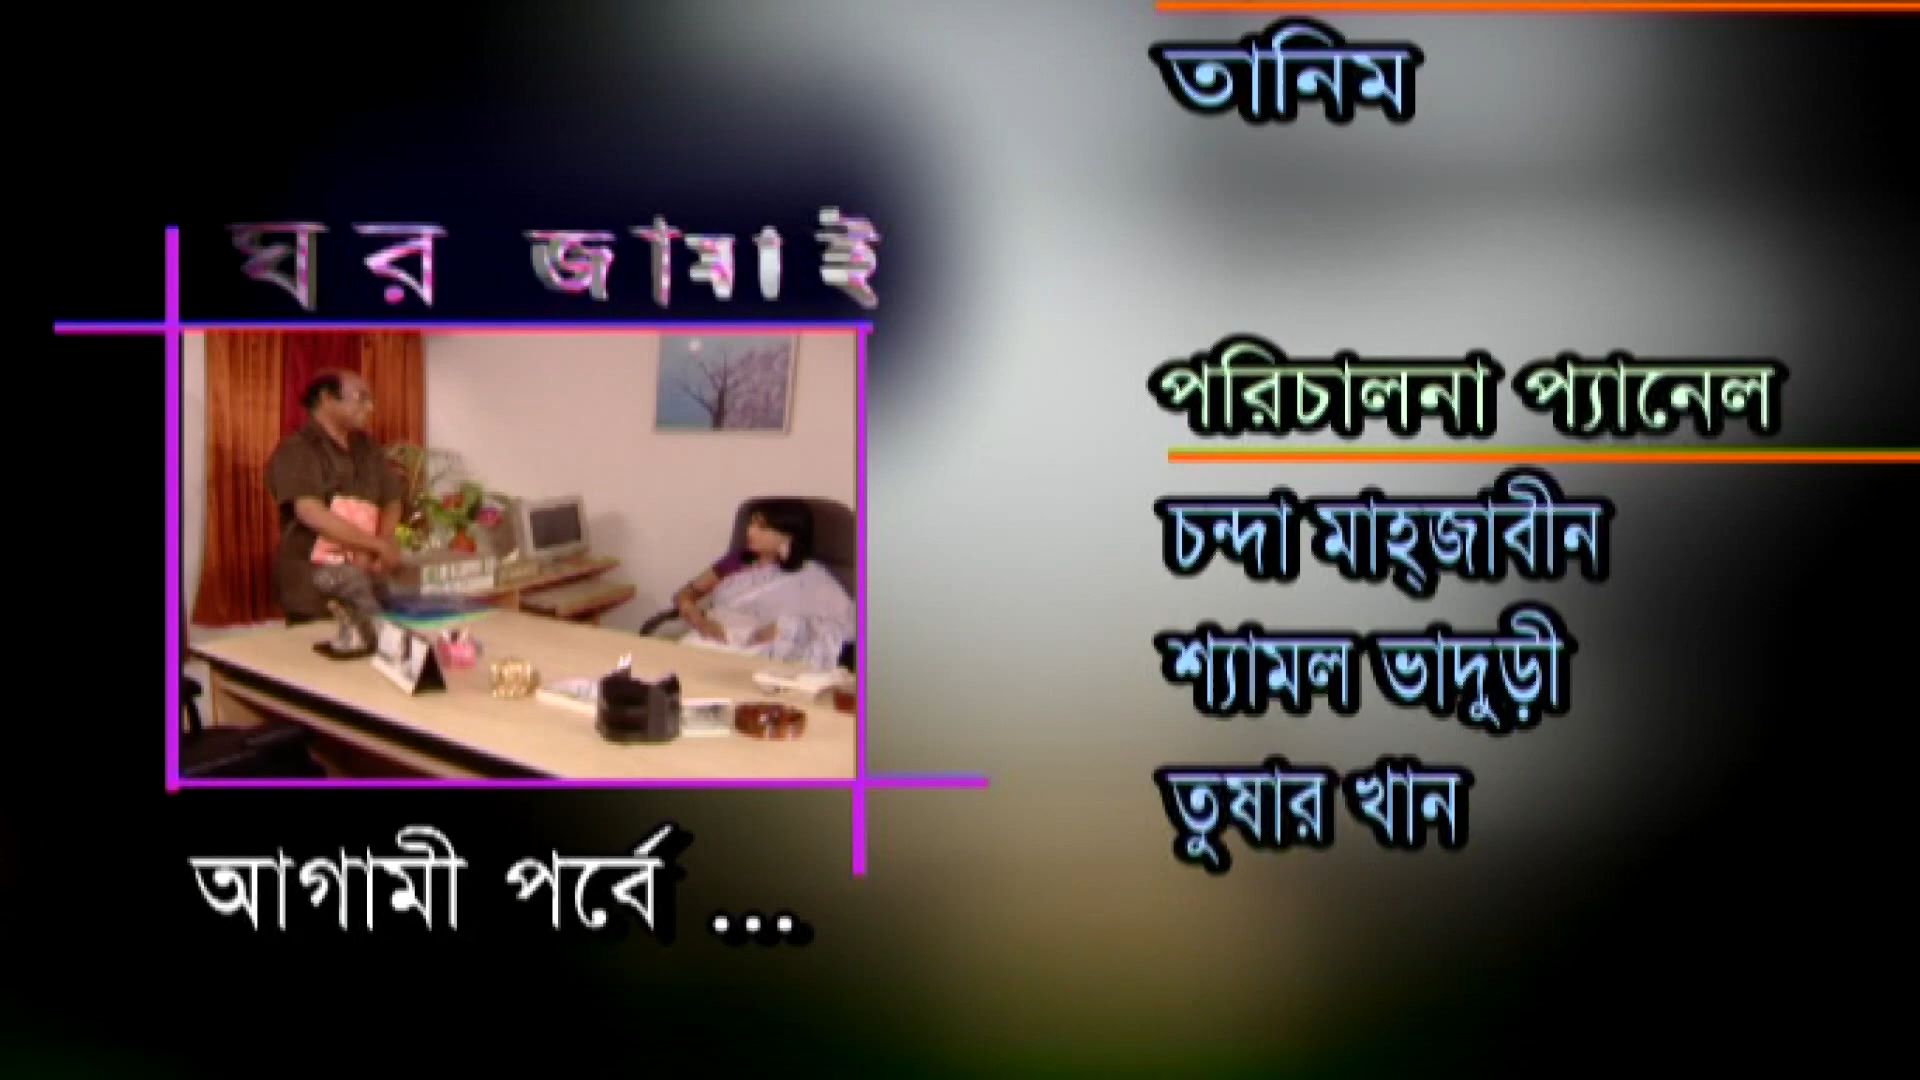 তানিম
ঘর জামাই
পরিচালনা প্যানেল
চন্দা মাহ্জাবীন
শ্যামল ভাদুড়ী
তুষার খান
আগামী পর্বে ...